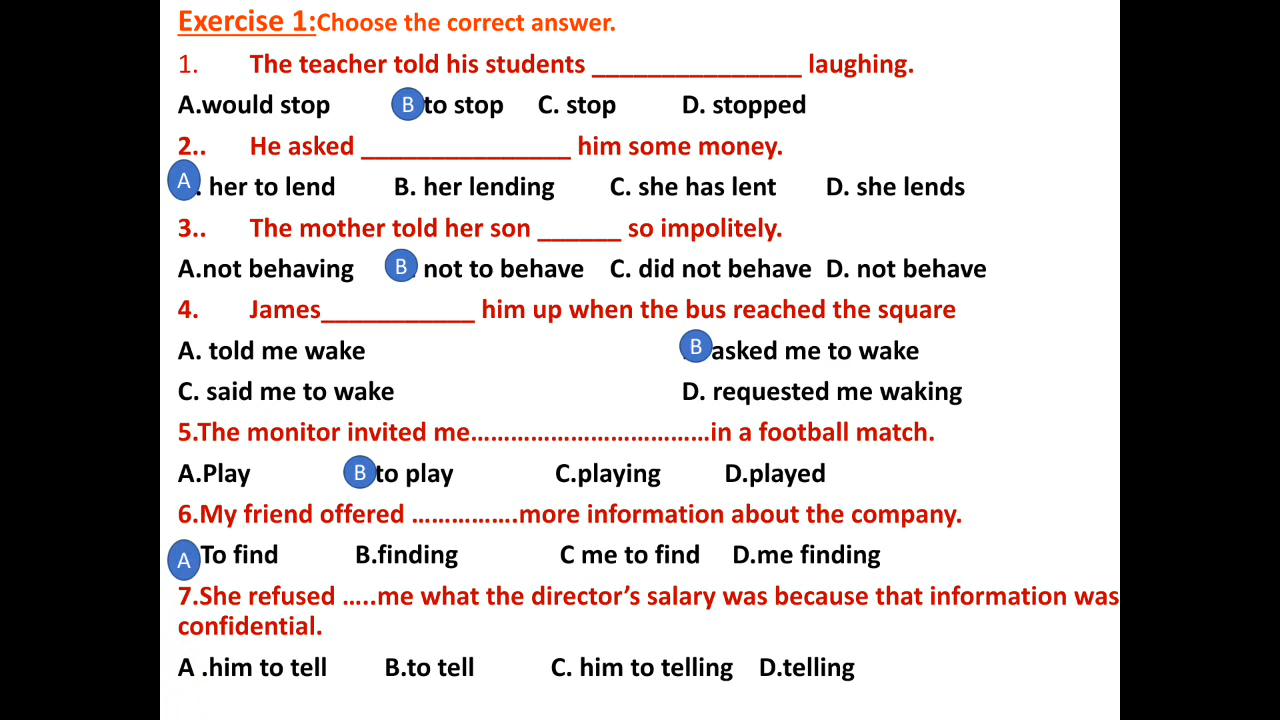 Exercise 1:Choose the correct answer.
1. The teacher told his students _______________ laughing.
A.would stop B to stop C. stop D. stopped
2.. He asked _______________ him some money.
A . her to lend B. her lending C. she has lent D. she lends
3.. The mother told her son ______ so impolitely.
A.not behaving B not to behave C. did not behave D. not behave
4. James___________ him up when the bus reached the square
A. told me wake B asked me to wake
C. said me to wake D. requested me waking
5.The monitor invited me………………………………in a football match.
A.Play B to play C.playing D.played
6.My friend offered …………….more information about the company.
A To find B.finding C me to find D.me finding
7.She refused …..me what the director’s salary was because that information was
confidential.
A .him to tell B.to tell C. him to telling D.telling